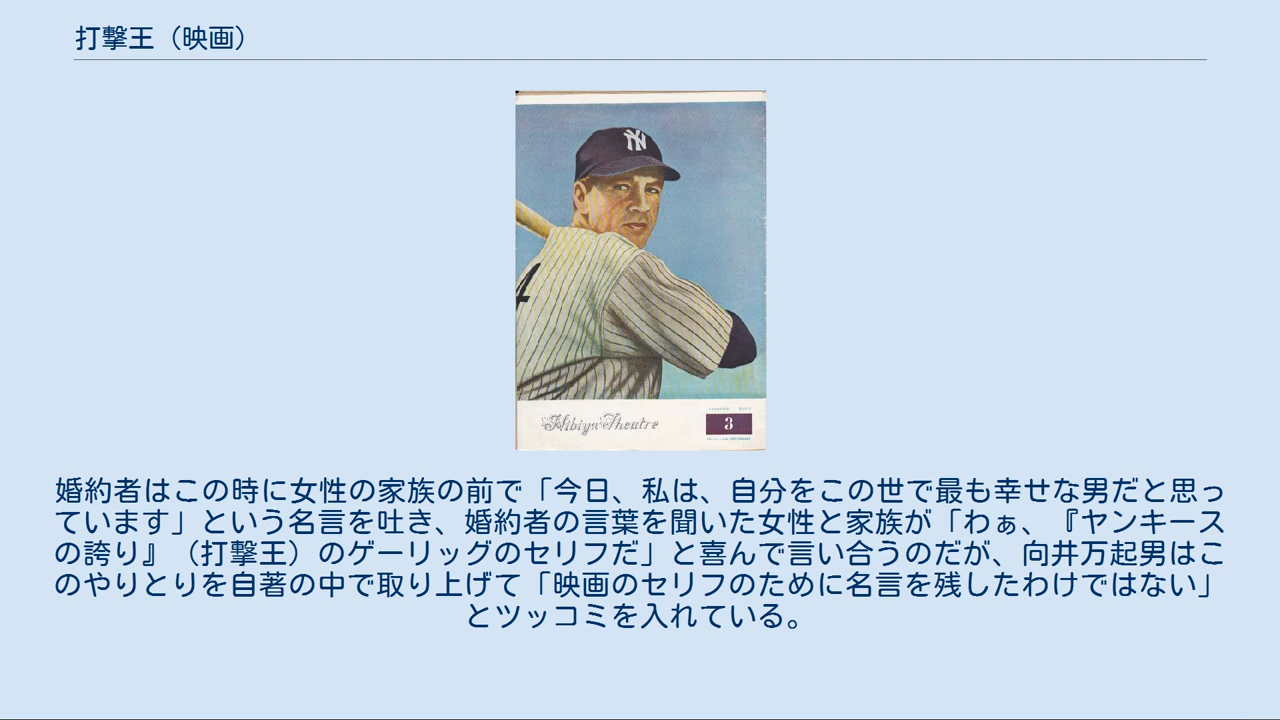 打撃王（映画）
NY
4
Hibiya Theatre
3
婚約者はこの時に女性の家族の前で「今日、私は、自分をこの世で最も幸せな男だと思っ
ています」という名言を吐き、婚約者の言葉を聞いた女性と家族が「わぁ、『ヤンキース
の誇り』（打撃王）のゲーリッグのセリフだ」と喜んで言い合うのだが、向井万起男はこ
のやりとりを自著の中で取り上げて「映画のセリフのために名言を残したわけではない」
とツッコミを入れている。